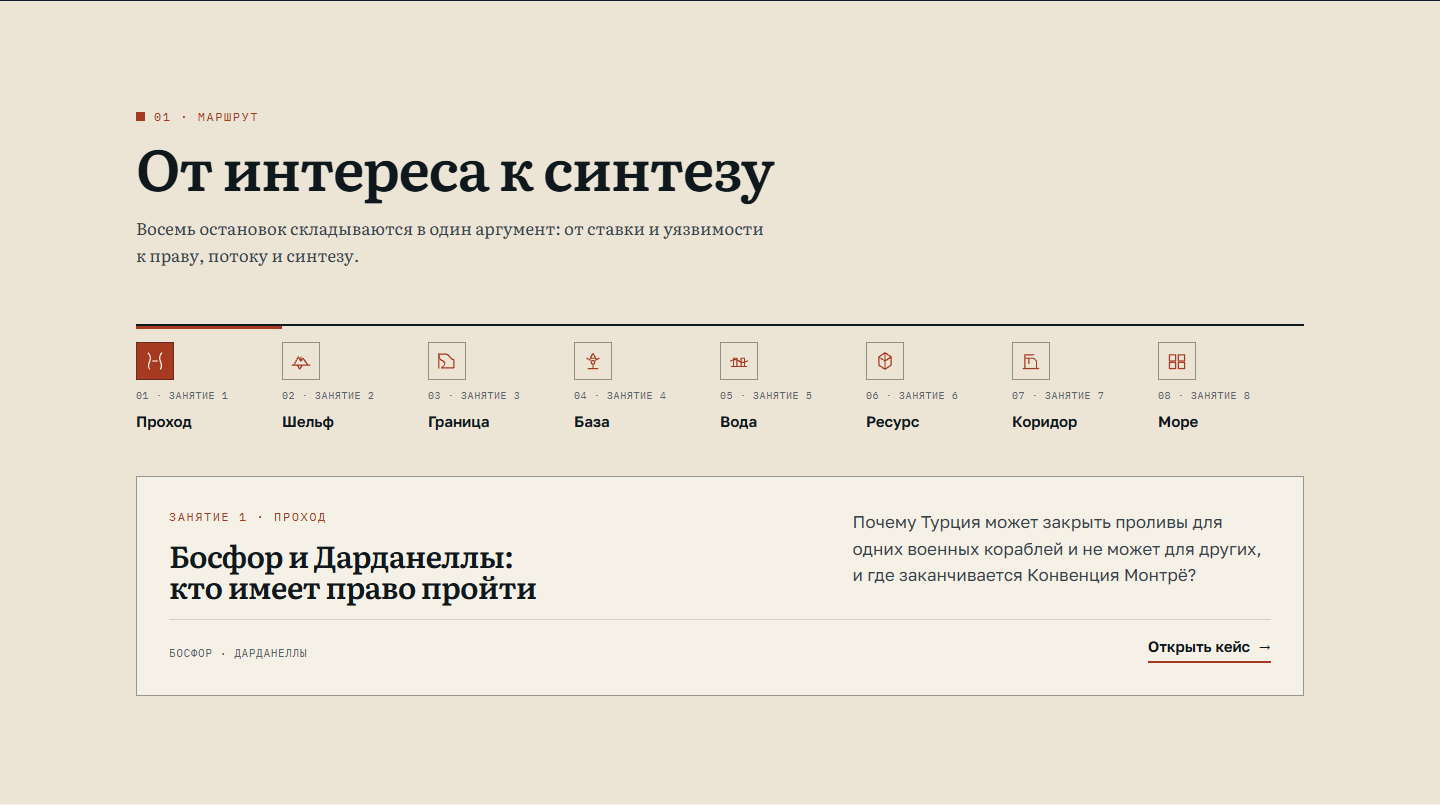 01 · МАРШРУТ
От интереса к синтезу
Восемь остановок складываются в один аргумент: от ставки и уязвимости
к праву, потоку и синтезу.
01 · ЗАНЯТИЕ 1
Проход
02 · ЗАНЯТИЕ 2
Шельф
03 · ЗАНЯТИЕ 3
Граница
04 · ЗАНЯТИЕ 4
База
05 · ЗАНЯТИЕ 5
Вода
06 · ЗАНЯТИЕ 6
Ресурс
07 · ЗАНЯТИЕ 7
Коридор
08 · ЗАНЯТИЕ 8
Море
ЗАНЯТИЕ 1 · ПРОХОД
Босфор и Дарданеллы:
кто имеет право пройти
Почему Турция может закрыть проливы для
одних военных кораблей и не может для других,
и где заканчивается Конвенция Монтрё?
БОСФОР · ДАРДАНЕЛЛЫ
Открыть кейс →